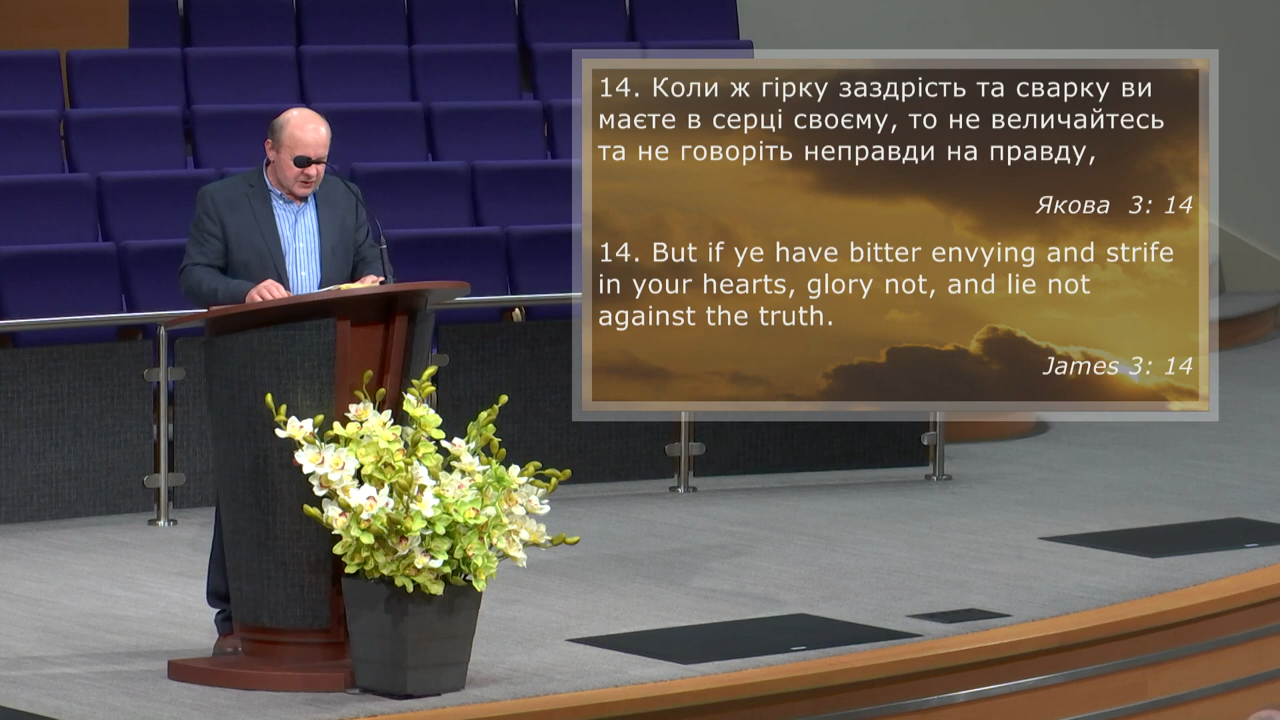 14. Коли ж гірку заздрість та сварку ви
маєте в серці своєму, то не величайтесь
та не говоріть неправди на правду,
Якова 3: 14
14. But if ye have bitter envying and strife
in your hearts, glory not, and lie not
against the truth.
James 3: 14